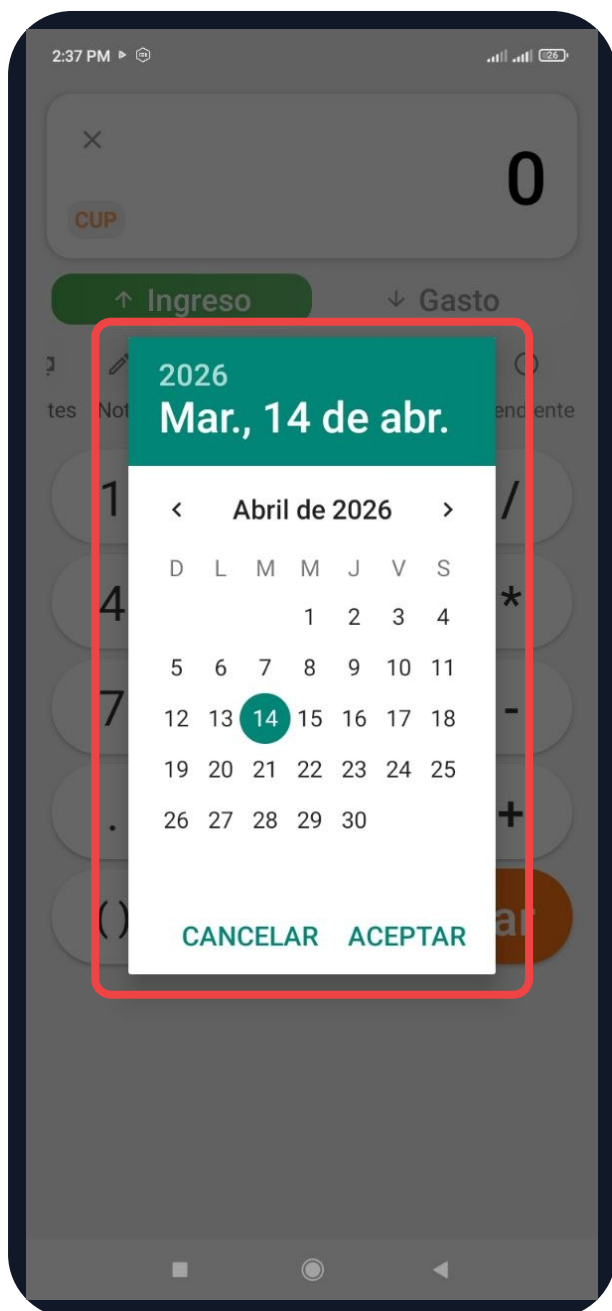 2:37 PM
26
0
CUP
↑ Ingreso ↓ Gasto
tes Not endiente
2026
Mar., 14 de abr.
< Abril de 2026 >
D L M M J V S
1 2 3 4
5 6 7 8 9 10 11
12 13 14 15 16 17 18
19 20 21 22 23 24 25
26 27 28 29 30
CANCELAR ACEPTAR
1 /
4 *
7 -
. +
() ar